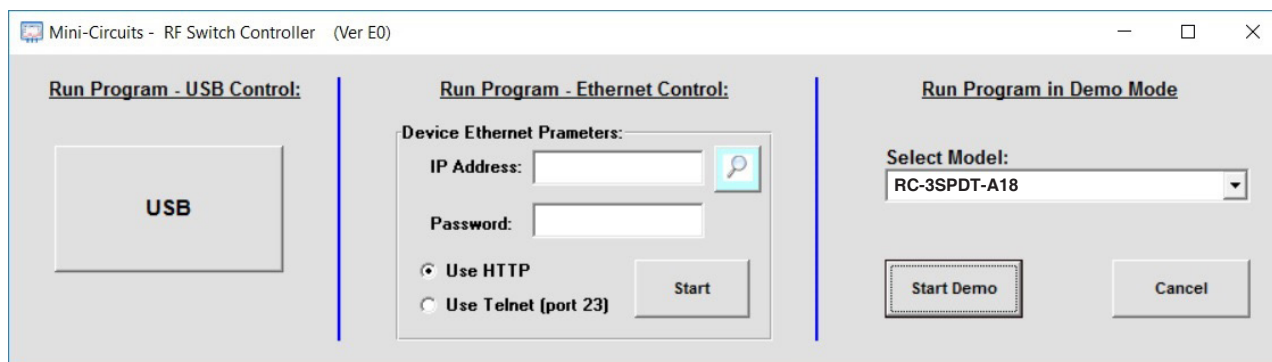 Mini-Circuits - RF Switch Controller (Ver E0)
Run Program - USB Control:
USB
Run Program - Ethernet Control:
Device Ethernet Prameters:
IP Address:
Password:
Use HTTP
Use Telnet (port 23)
Start
Run Program in Demo Mode
Select Model:
RC-3SPDT-A18
Start Demo
Cancel